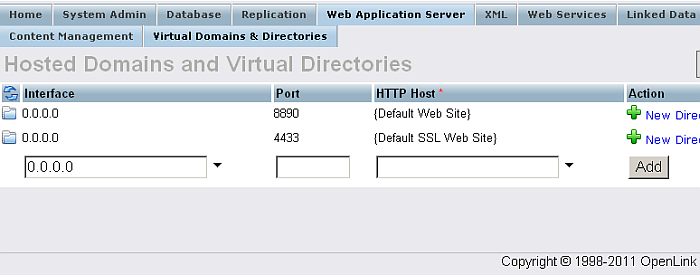 Home System Admin Database Replication Web Application Server XML Web Services Linked Data
Content Management Virtual Domains & Directories
Hosted Domains and Virtual Directories
Interface Port HTTP Host * Action
0.0.0.0 8890 {Default Web Site} New
0.0.0.0 4433 {Default SSL Web Site} New
0.0.0.0 Add
Copyright © 1998-2011 OpenLink